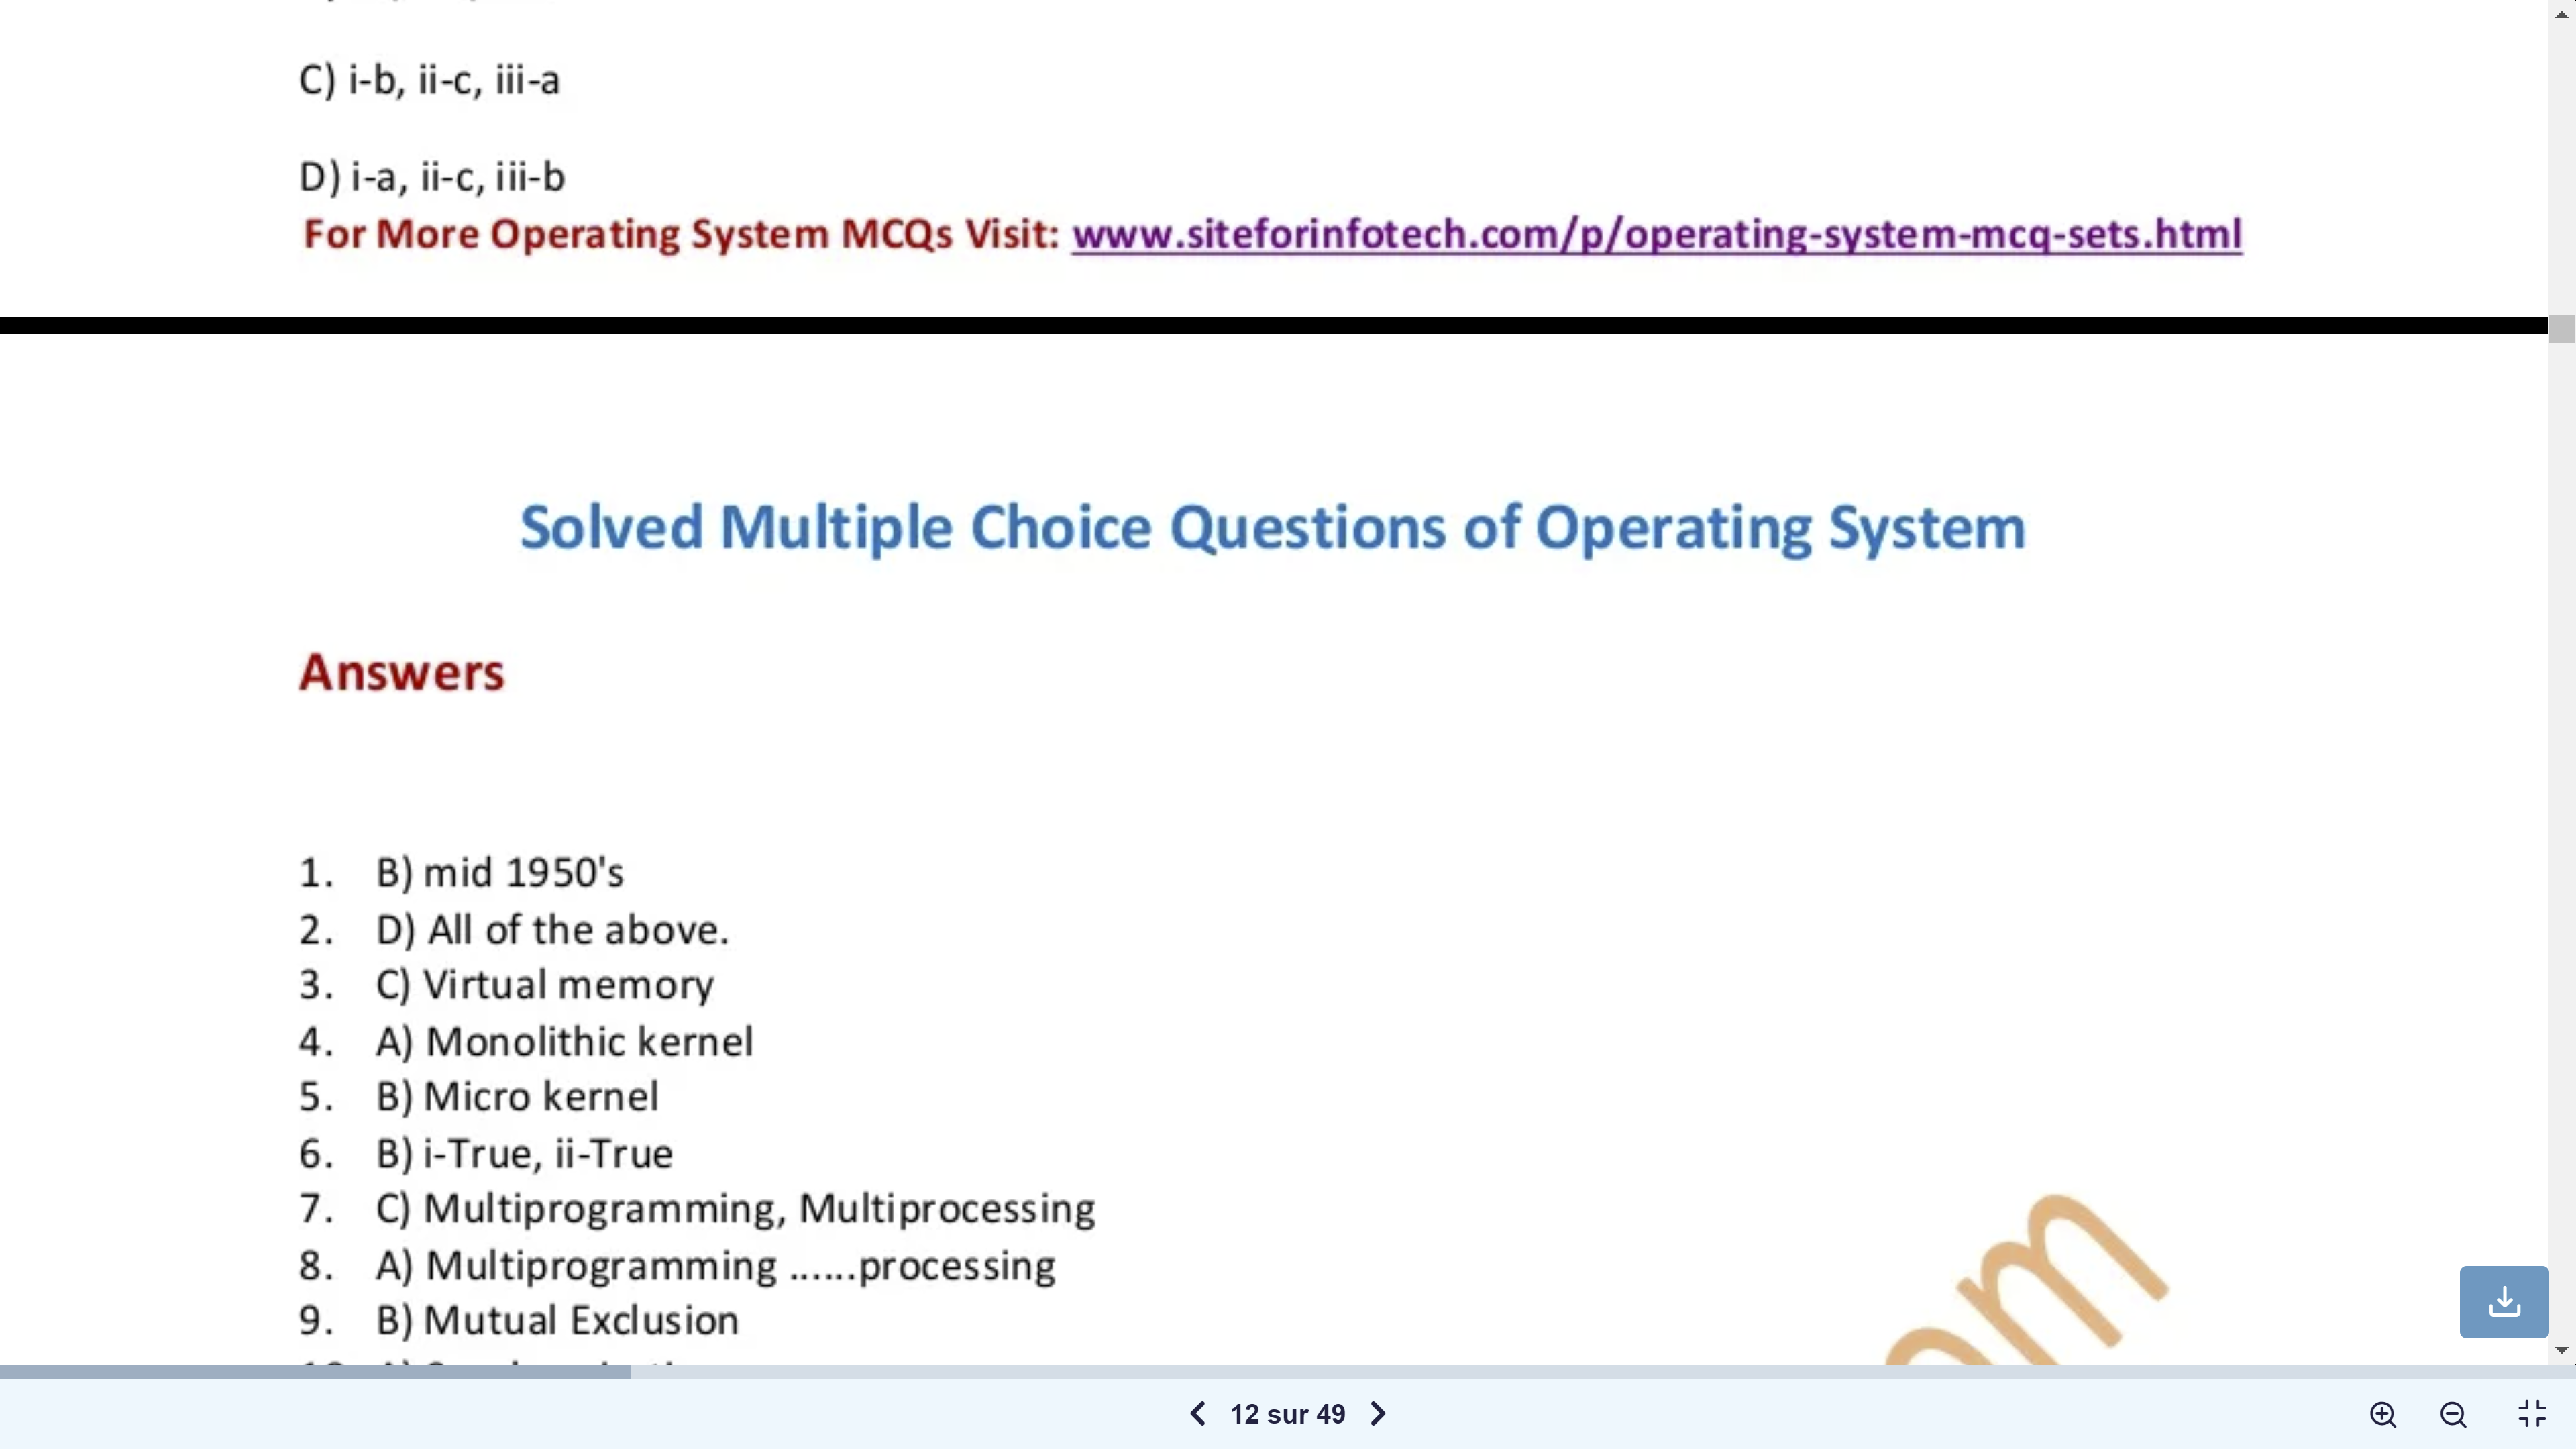 C) i-b, ii-c, iii-a
D) i-a, ii-c, iii-b
For More Operating System MCQs Visit: www.siteforinfotech.com/p/operating-system-mcq-sets.html
Solved Multiple Choice Questions of Operating System
Answers
1. B) mid 1950's
2. D) All of the above.
3. C) Virtual memory
4. A) Monolithic kernel
5. B) Micro kernel
6. B) i-True, ii-True
7. C) Multiprogramming, Multiprocessing
8. A) Multiprogramming ......processing
9. B) Mutual Exclusion
12 sur 49